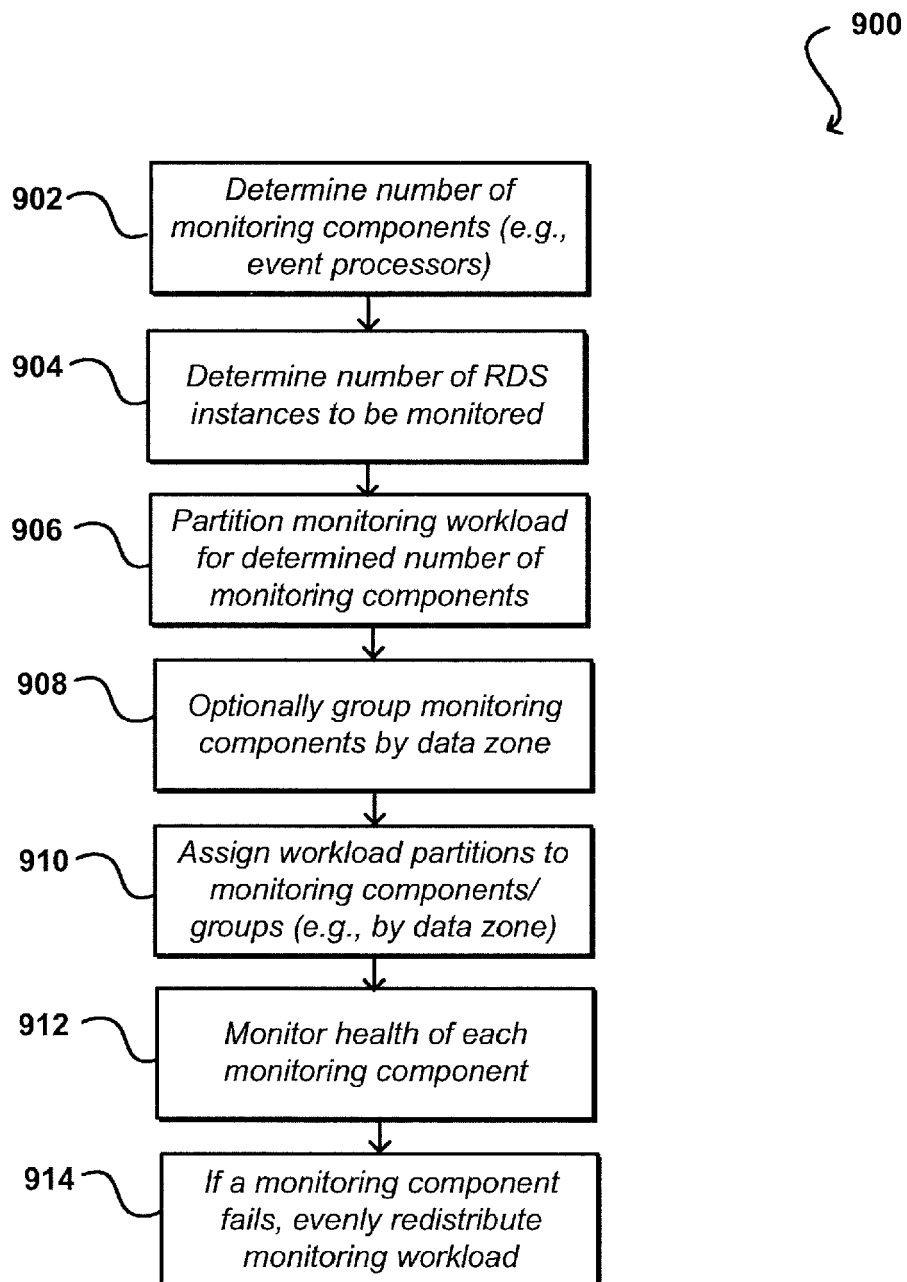 900
902
Determine number of
monitoring components (e.g.,
event processors)
904
Determine number of RDS
instances to be monitored
906
Partition monitoring workload
for determined number of
monitoring components
908
Optionally group monitoring
components by data zone
910
Assign workload partitions to
monitoring components/
groups (e.g., by data zone)
912
Monitor health of each
monitoring component
914
If a monitoring component
fails, evenly redistribute
monitoring workload